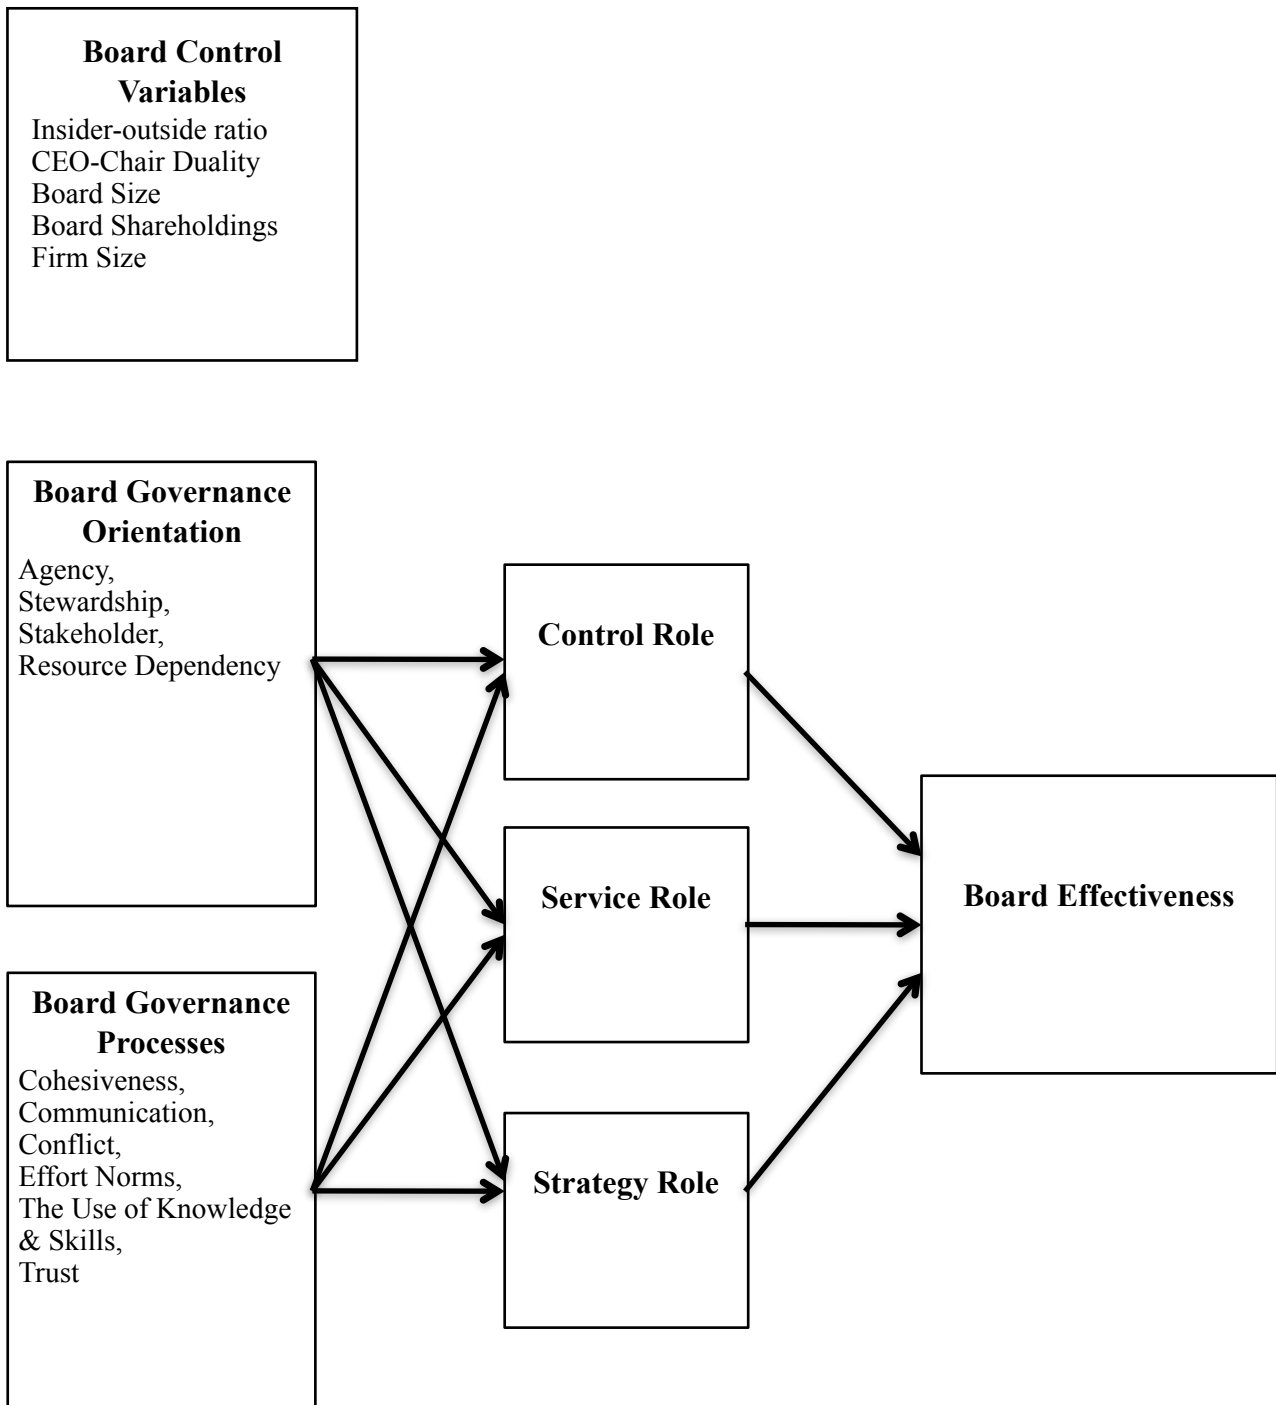 Board Control
Variables
Insider-outside ratio
CEO-Chair Duality
Board Size
Board Shareholdings
Firm Size
Board Governance
Orientation
Agency,
Stewardship,
Stakeholder,
Resource Dependency
Control Role
Service Role
Board Effectiveness
Board Governance
Processes
Cohesiveness,
Communication,
Conflict,
Effort Norms,
The Use of Knowledge
& Skills,
Trust
Strategy Role